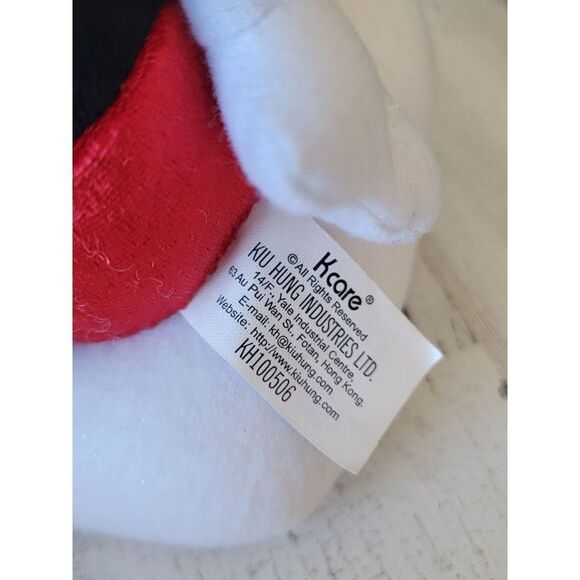 Kcare ®
© All Rights Reserved
KIU HUNG INDUSTRIES LTD.
14/F., Yale Industrial Centre,
63 Au Pui Wan St., Fotan, Hong Kong.
E-mail: kh@kiuhung.com
Website: http://www.kiuhung.com
KH100506